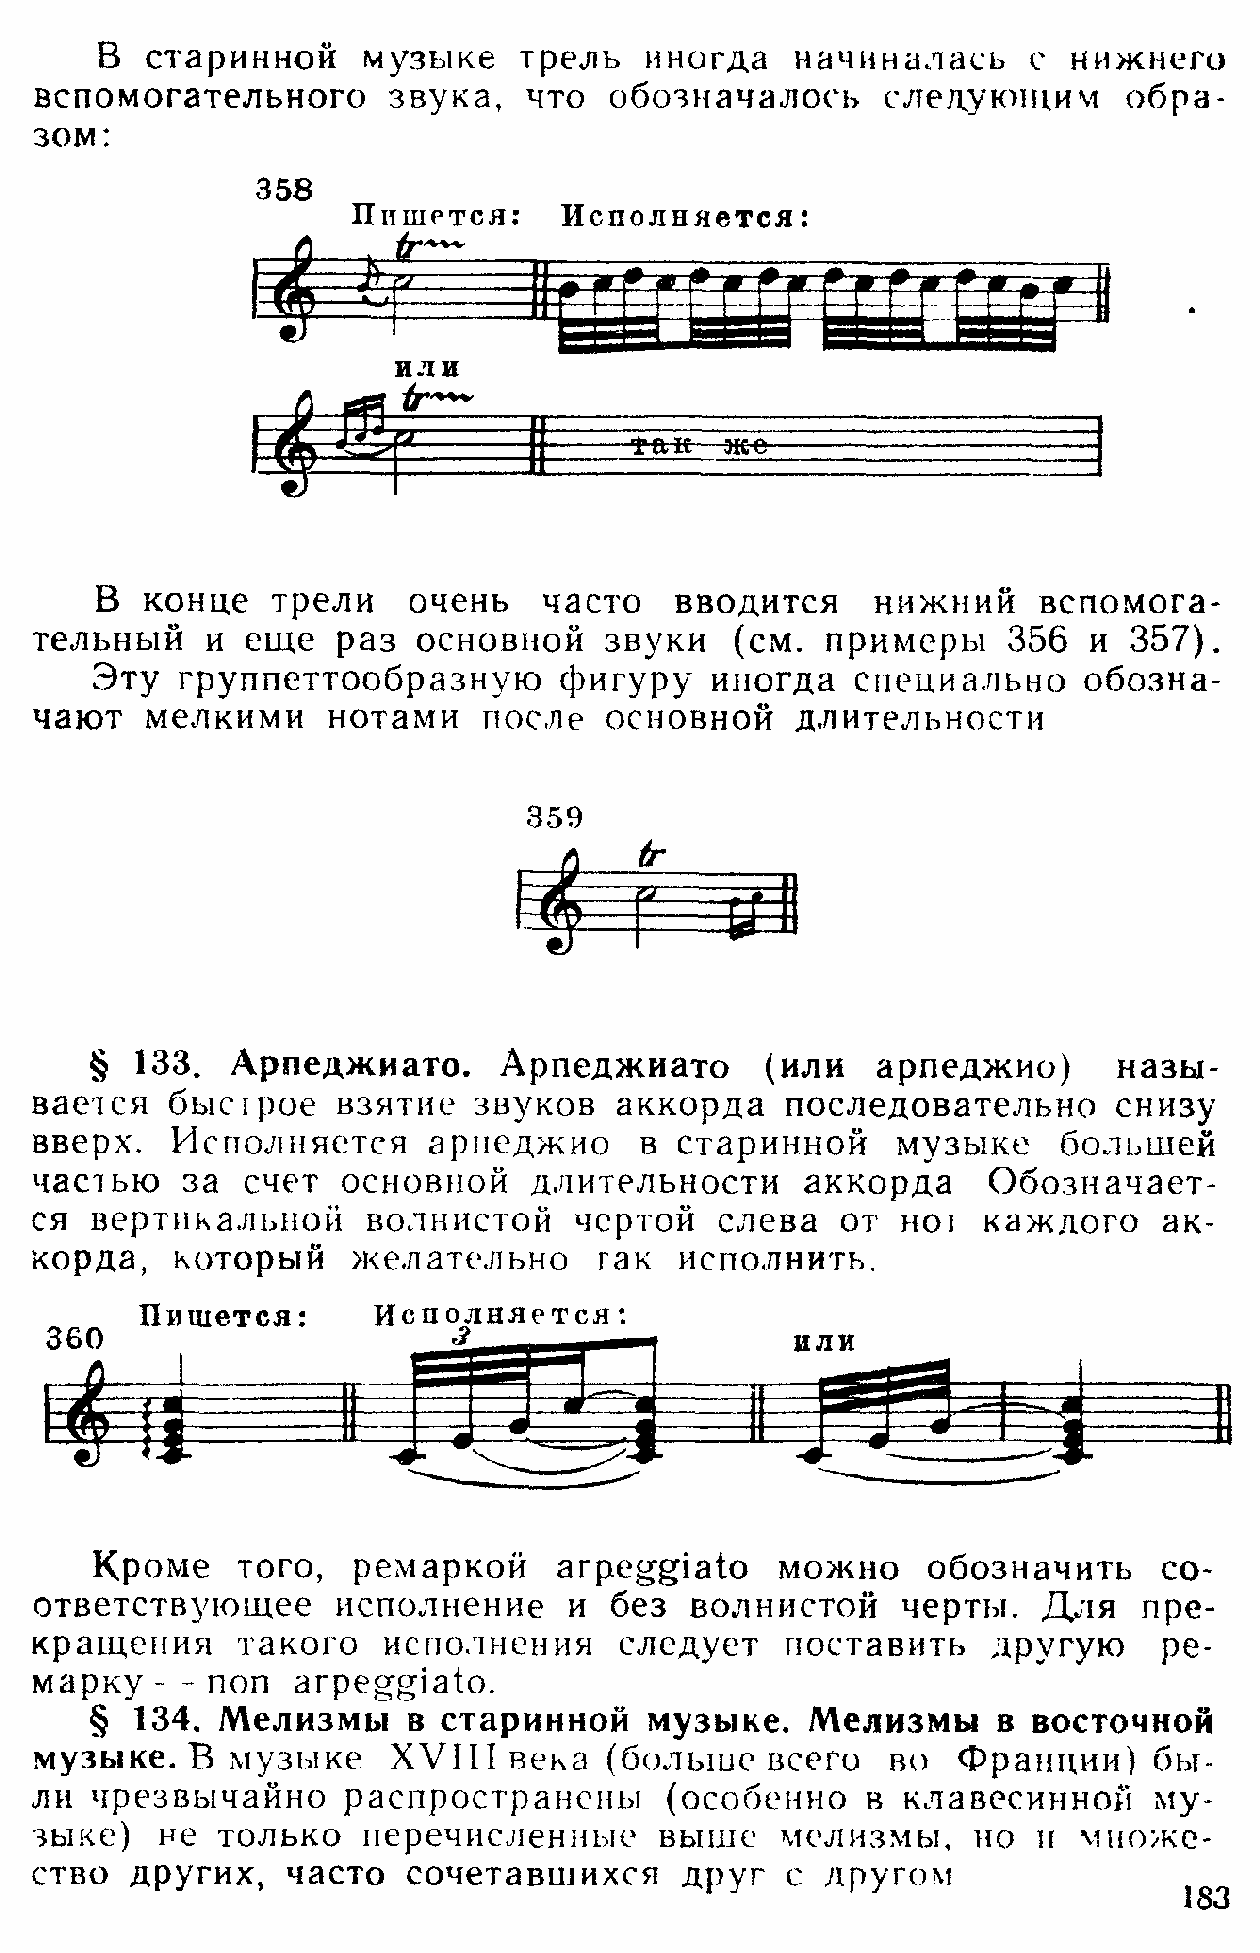 В старинной музыке трель иногда начиналась с нижнего
вспомогательного звука, что обозначалось следующим обра-
зом:
358
Пишется: Исполняется:
tr
или
tr
так же
В конце трели очень часто вводится нижний вспомога-
тельный и еще раз основной звуки (см. примеры 356 и 357).
Эту группеттообразную фигуру иногда специально обозна-
чают мелкими нотами после основной длительности
359
tr
§ 133. Арпеджиато. Арпеджиато (или арпеджио) назы-
вается быстрое взятие звуков аккорда последовательно снизу
вверх. Исполняется арпеджио в старинной музыке большей
частью за счет основной длительности аккорда Обозначает-
ся вертикальной волнистой чертой слева от нот каждого ак-
корда, который желательно так исполнить.
Пишется: Исполняется:
360 3 или
Кроме того, ремаркой arpeggiato можно обозначить со-
ответствующее исполнение и без волнистой черты. Для пре-
кращения такого исполнения следует поставить другую ре-
марку - - non arpeggiato.
§ 134. Мелизмы в старинной музыке. Мелизмы в восточной
музыке. В музыке XVIII века (больше всего во Франции) бы-
ли чрезвычайно распространены (особенно в клавесинной му-
зыке) не только перечисленные выше мелизмы, но и множе-
ство других, часто сочетавшихся друг с другом
183